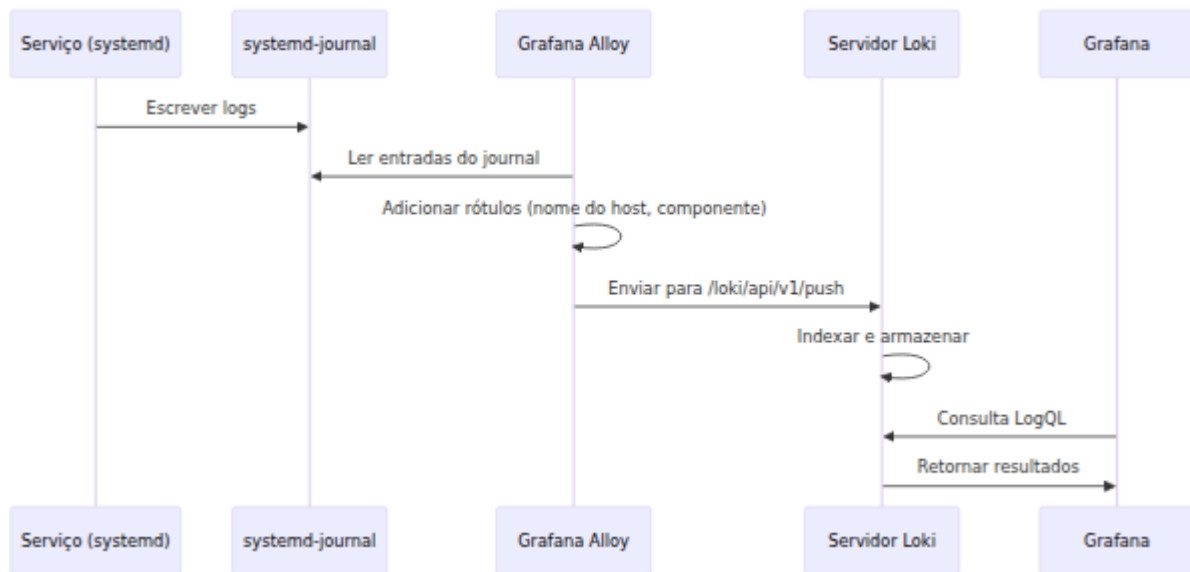 Serviço (systemd)
systemd-journal
Grafana Alloy
Servidor Loki
Grafana
Escrever logs
Ler entradas do journal
Adicionar rótulos (nome do host, componente)
Enviar para /loki/api/v1/push
Indexar e armazenar
Consulta LogQL
Retornar resultados
Serviço (systemd)
systemd-journal
Grafana Alloy
Servidor Loki
Grafana